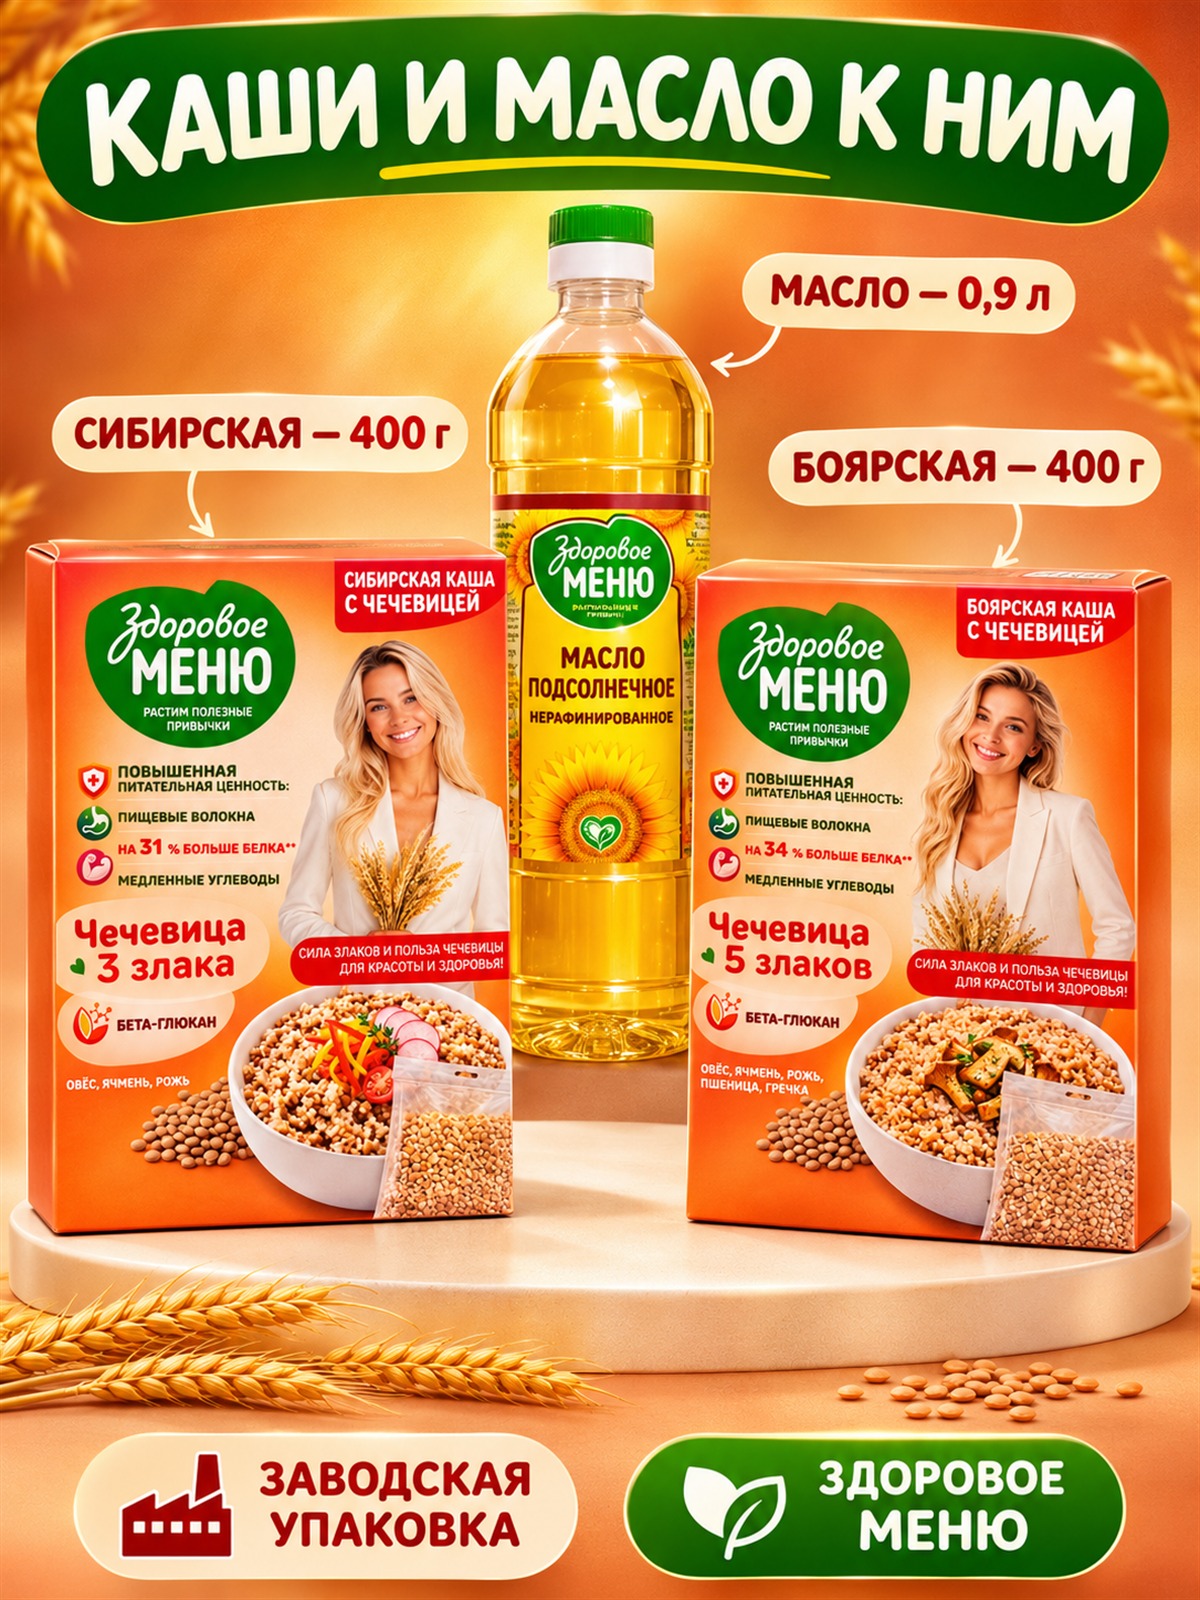 КАШИ И МАСЛО К НИМ
МАСЛО – 0,9 л
СИБИРСКАЯ – 400 г
БОЯРСКАЯ – 400 г
СИБИРСКАЯ КАША
С ЧЕЧЕВИЦЕЙ
Здоровое
МЕНЮ
РАСТИМ ПОЛЕЗНЫЕ
ПРИВЫЧКИ
ПОВЫШЕННАЯ
ПИТАТЕЛЬНАЯ ЦЕННОСТЬ:
ПИЩЕВЫЕ ВОЛОКНА
НА 31 % БОЛЬШЕ БЕЛКА**
МЕДЛЕННЫЕ УГЛЕВОДЫ
Чечевица
3 злака
СИЛА ЗЛАКОВ И ПОЛЬЗА ЧЕЧЕВИЦЫ
ДЛЯ КРАСОТЫ И ЗДОРОВЬЯ!
БЕТА-ГЛЮКАН
ОВЁС, ЯЧМЕНЬ, РОЖЬ
Здоровое
МЕНЮ
МАСЛО
ПОДСОЛНЕЧНОЕ
НЕРАФИНИРОВАННОЕ
БОЯРСКАЯ КАША
С ЧЕЧЕВИЦЕЙ
Здоровое
МЕНЮ
РАСТИМ ПОЛЕЗНЫЕ
ПРИВЫЧКИ
ПОВЫШЕННАЯ
ПИТАТЕЛЬНАЯ ЦЕННОСТЬ:
ПИЩЕВЫЕ ВОЛОКНА
НА 34 % БОЛЬШЕ БЕЛКА**
МЕДЛЕННЫЕ УГЛЕВОДЫ
Чечевица
5 злаков
СИЛА ЗЛАКОВ И ПОЛЬЗА ЧЕЧЕВИЦЫ
ДЛЯ КРАСОТЫ И ЗДОРОВЬЯ!
БЕТА-ГЛЮКАН
ОВЁС, ЯЧМЕНЬ, РОЖЬ,
ПШЕНИЦА, ГРЕЧКА
ЗАВОДСКАЯ
УПАКОВКА
ЗДОРОВОЕ
МЕНЮ